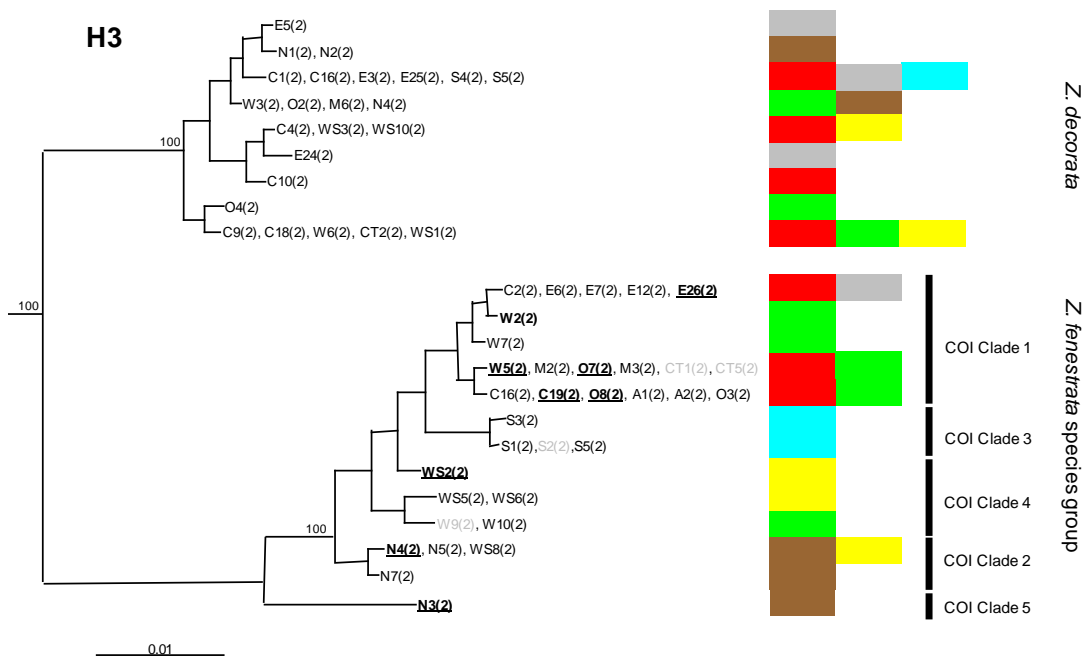 H3
E5(2)
N1(2), N2(2)
C1(2), C16(2), E3(2), E25(2), S4(2), S5(2)
W3(2), O2(2), M6(2), N4(2)
C4(2), WS3(2), WS10(2)
100
E24(2)
C10(2)
O4(2)
C9(2), C18(2), W6(2), CT2(2), WS1(2)
Z. decorata
100
C2(2), E6(2), E7(2), E12(2), E26(2)
W2(2)
W7(2)
W5(2), M2(2), O7(2), M3(2), CT1(2), CT5(2)
C16(2), C19(2), O8(2), A1(2), A2(2), O3(2)
COI Clade 1
S3(2)
S1(2),S2(2),S5(2)
COI Clade 3
WS2(2)
WS5(2), WS6(2)
COI Clade 4
W9(2), W10(2)
100
N4(2), N5(2), WS8(2)
COI Clade 2
N7(2)
N3(2)
COI Clade 5
Z. fenestrata species group
0.01